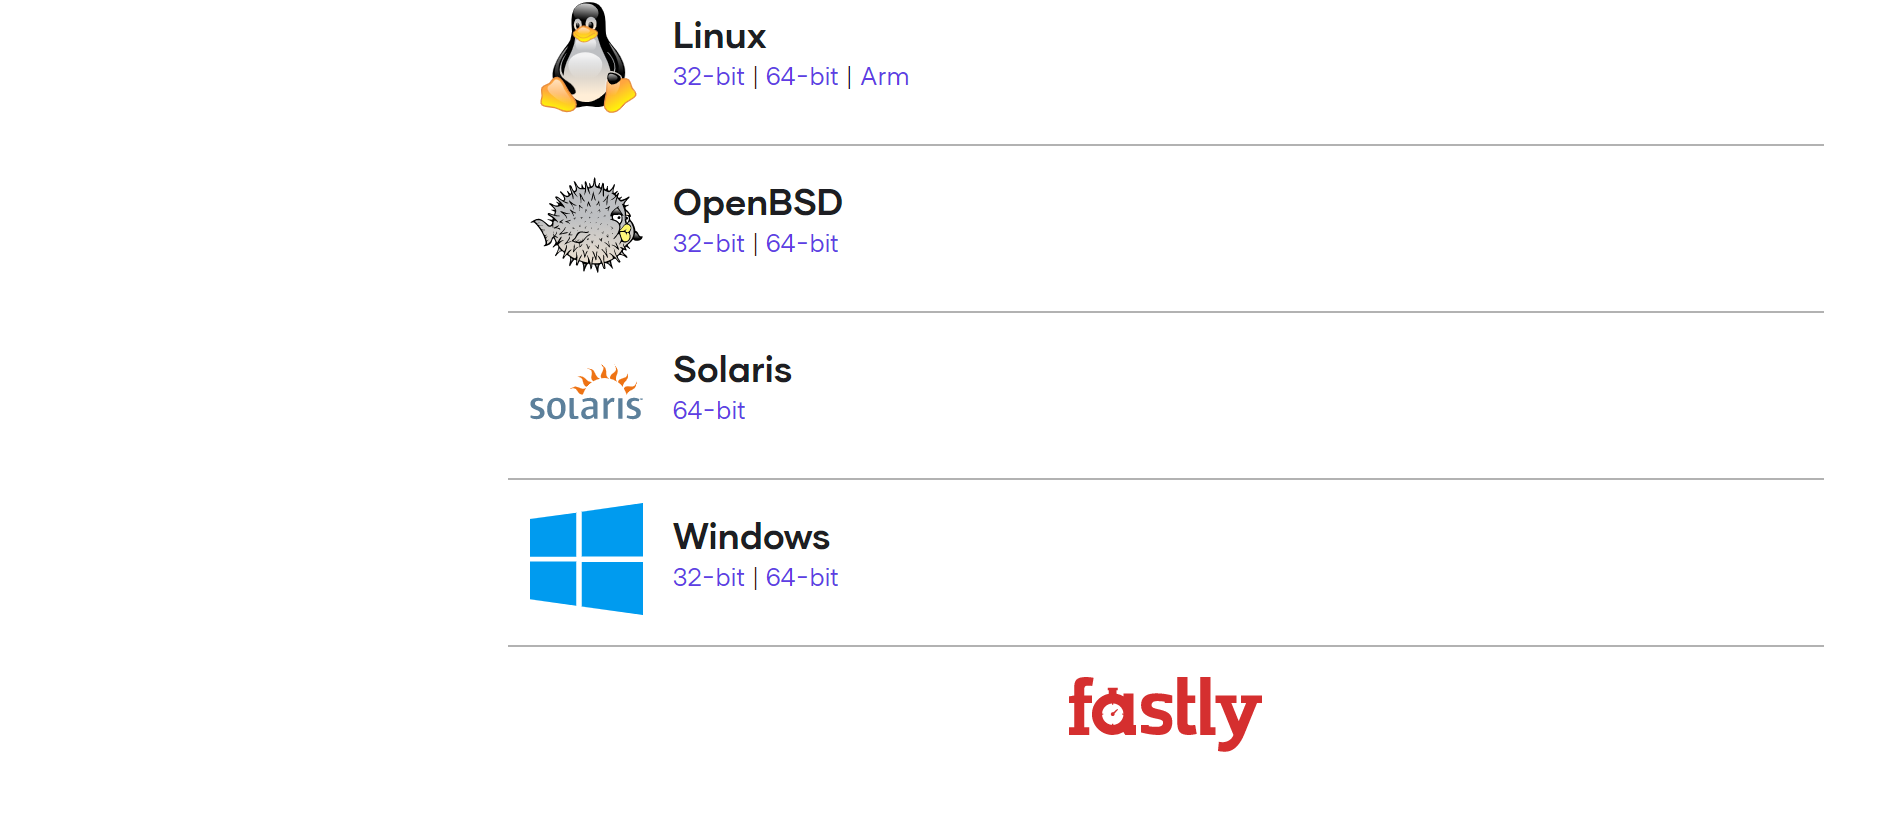 Linux
32-bit | 64-bit | Arm
OpenBSD
32-bit | 64-bit
solaris
Solaris
64-bit
Windows
32-bit | 64-bit
fastly